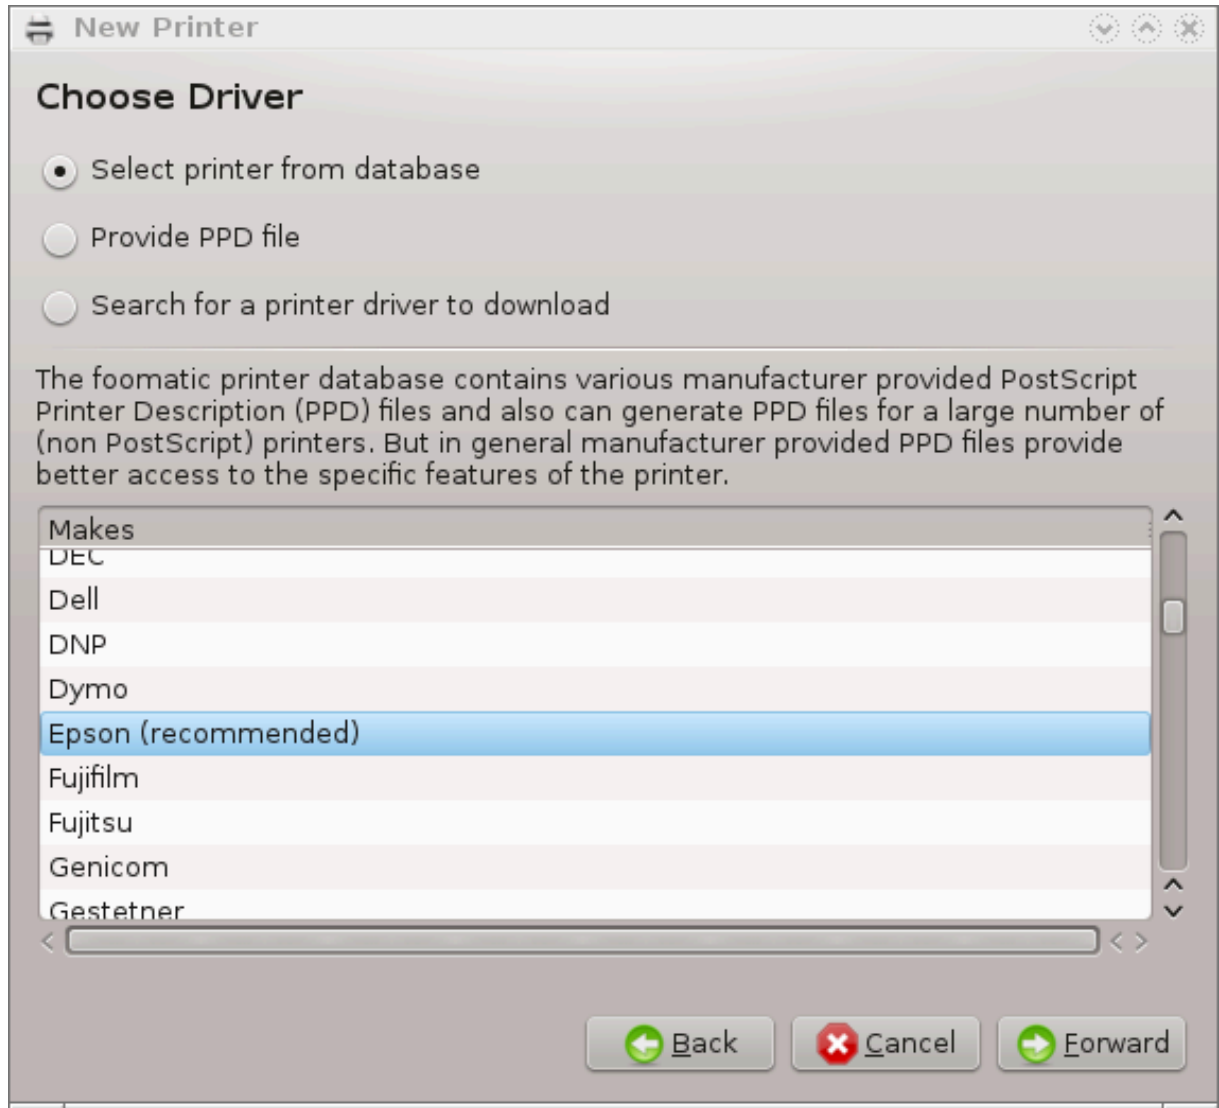 New Printer
Choose Driver
Select printer from database
Provide PPD file
Search for a printer driver to download
The foomatic printer database contains various manufacturer provided PostScript
Printer Description (PPD) files and also can generate PPD files for a large number of
(non PostScript) printers. But in general manufacturer provided PPD files provide
better access to the specific features of the printer.
Makes
DEC
Dell
DNP
Dymo
Epson (recommended)
Fujifilm
Fujitsu
Genicom
Gestetner
Back Cancel Forward